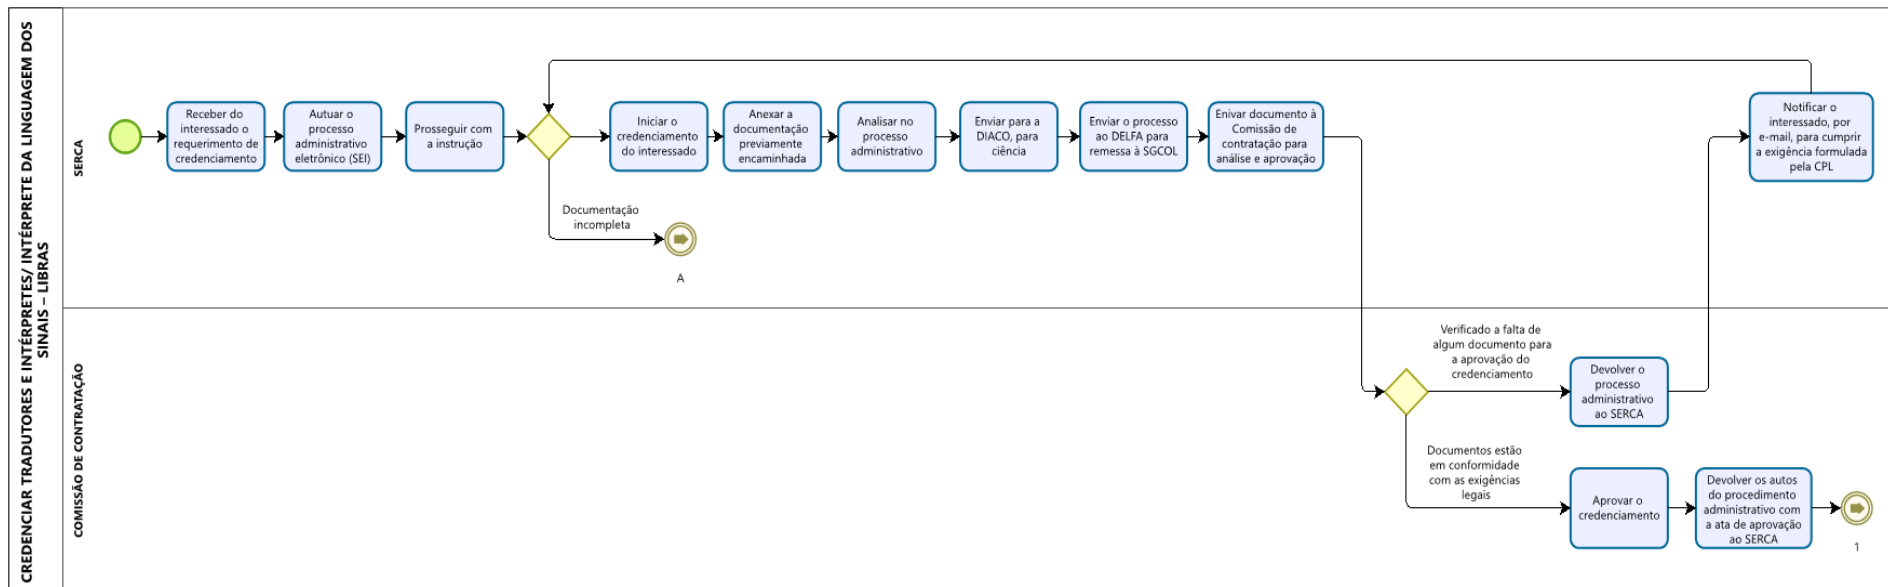 CREDENCIAR TRADUTORES E INTÉRPRETES/ INTÉRPRETE DA LINGUAGEM DOS
SINAIS – LIBRAS
SERCA
Receber do
interessado o
requerimento de
credenciamento
Autuar o
processo
administrativo
eletrônico (SEI)
Prosseguir com
a instrução
Iniciar o
credenciamento
do interessado
Anexar a
documentação
previamente
encaminhada
Analisar no
processo
administrativo
Enviar para a
DIACO, para
ciência
Enviar o processo
ao DELFA para
remessa à SGCOL
Enivar documento à
Comissão de
contratação para
análise e aprovação
Notificar o
interessado, por
e-mail, para cumprir
a exigência formulada
pela CPL
Documentação
incompleta
A
COMISSÃO DE CONTRATAÇÃO
Verificado a falta de
algum documento para
a aprovação do
credenciamento
Devolver o
processo
administrativo
ao SERCA
Documentos estão
em conformidade
com as exigências
legais
Aprovar o
credenciamento
Devolver os autos
do procedimento
administrativo com
a ata de aprovação
ao SERCA
1